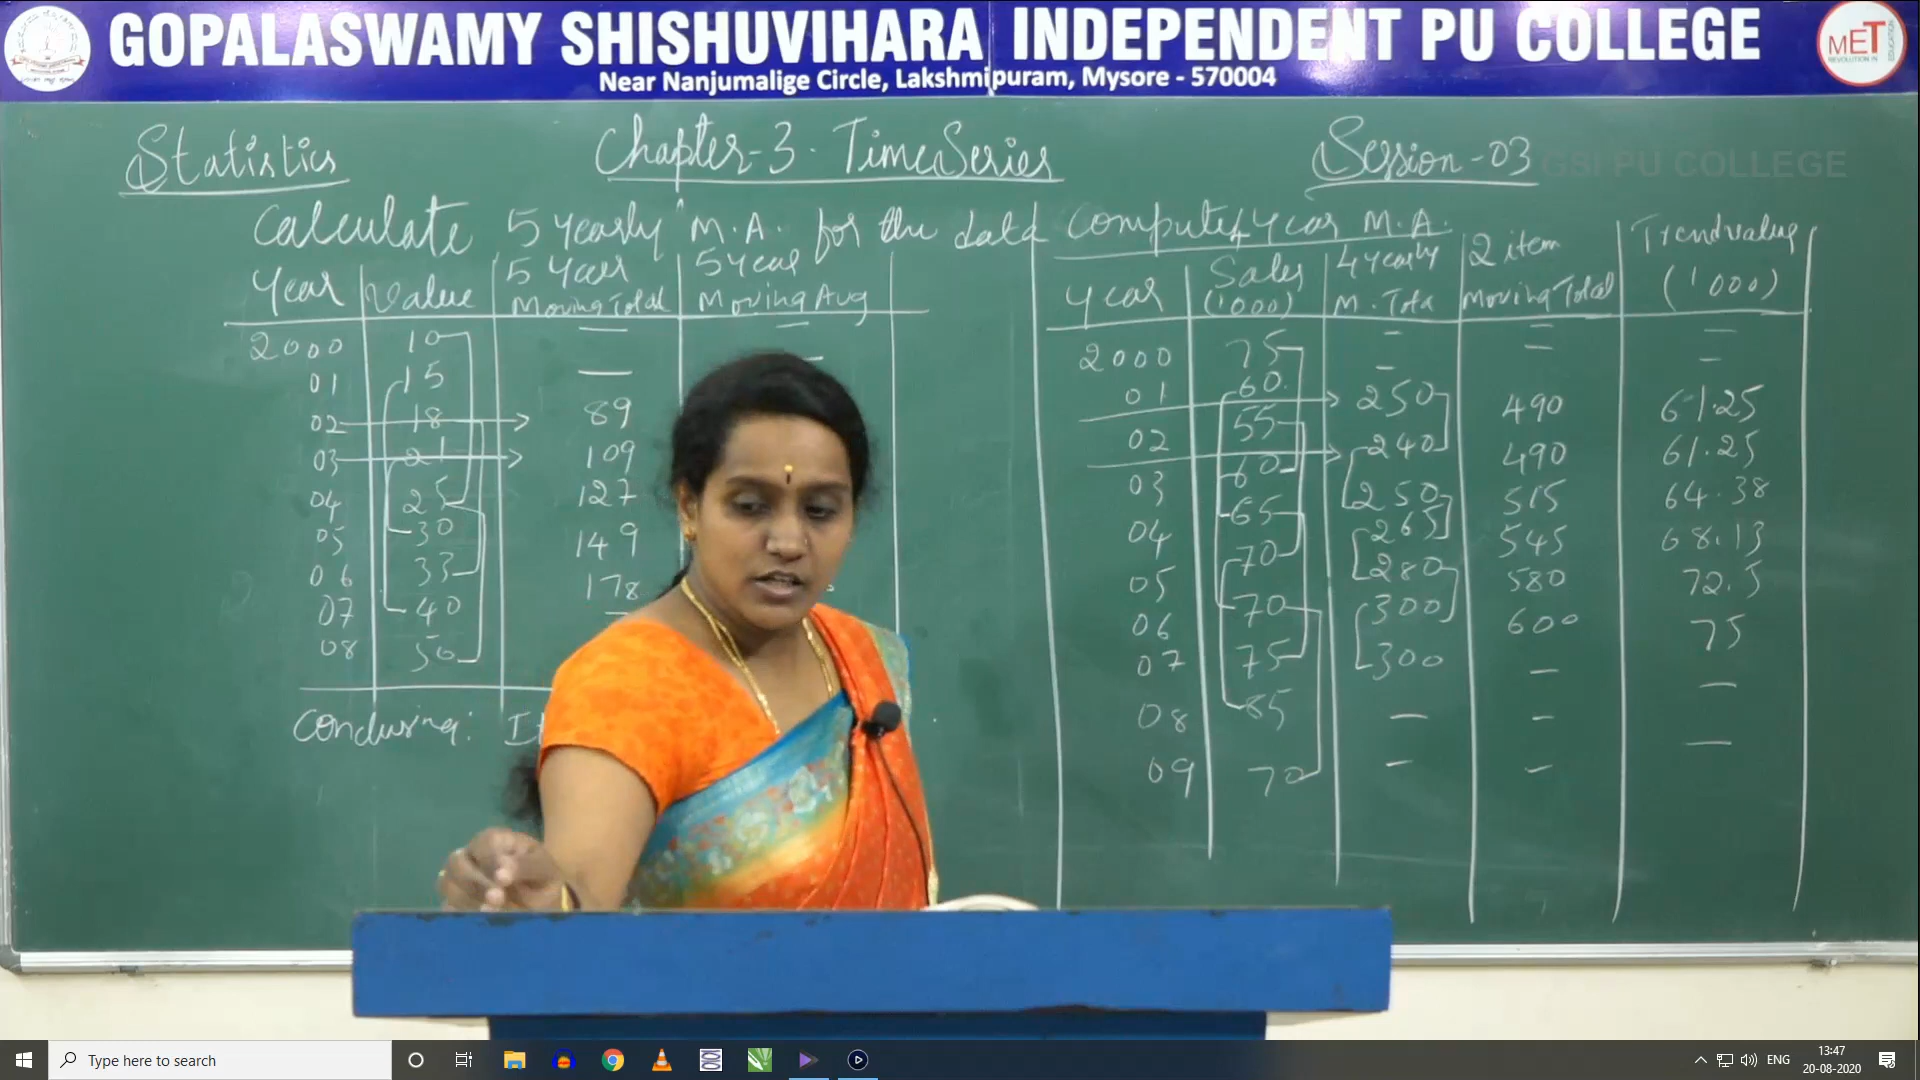 GOPALASWAMY SHISHUVIHARA INDEPENDENT PU COLLEGE
Near Nanjumalige Circle, Lakshmipuram, Mysore - 570004
MET
REVOLUTION IN EDUCATION
Statistics Chapter-3. TimeSeries Session-03
GSI PU COLLEGE
Calculate 5 yearly M.A. for the data
Year Value 5 Year Moving Total 5 year Moving Avg
2000 10 — —
01 15 — —
02 18 89
03 21 109
04 25 127
05 30 149
06 33 178
07 40 —
08 50
Conclusing: It
Compute 4 year M.A.
year Sales ('000) 4 yearly M. Tota 2 item Moving Total Trend value ('000)
2000 75 — — —
01 60 — — —
02 55 250 490 61.25
03 60 240 490 61.25
04 65 250 515 64.38
05 70 265 545 68.13
06 70 280 580 72.5
07 75 300 600 75
08 85 300 — —
09 70 — — —
— —
Type here to search
ENG
13:47
20-08-2020